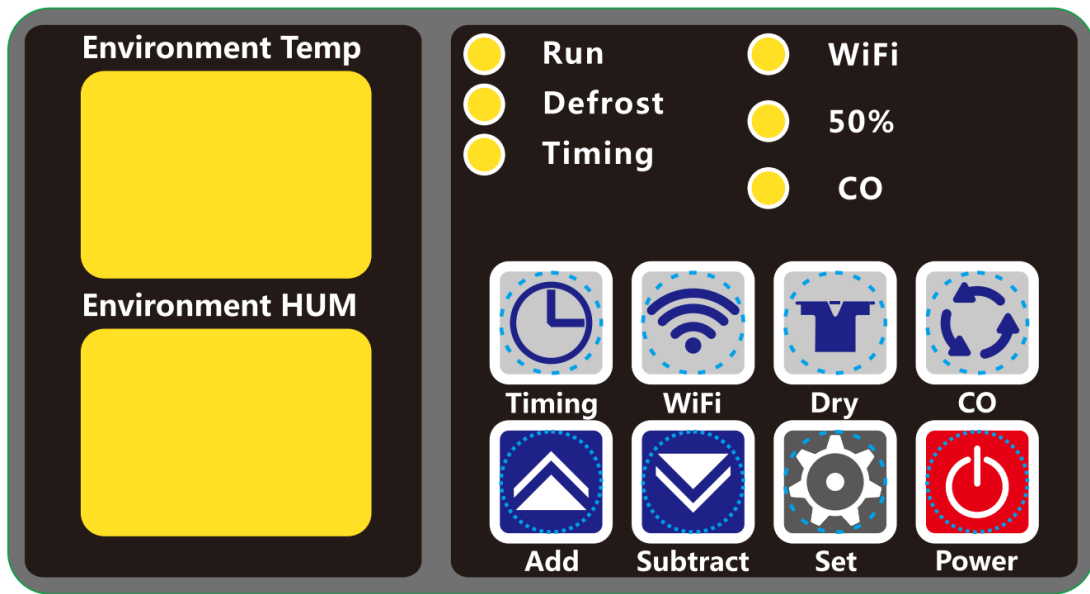 Environment Temp
Environment HUM
Run
Defrost
Timing
WiFi
50%
CO
Timing WiFi Dry CO
Add Subtract Set Power